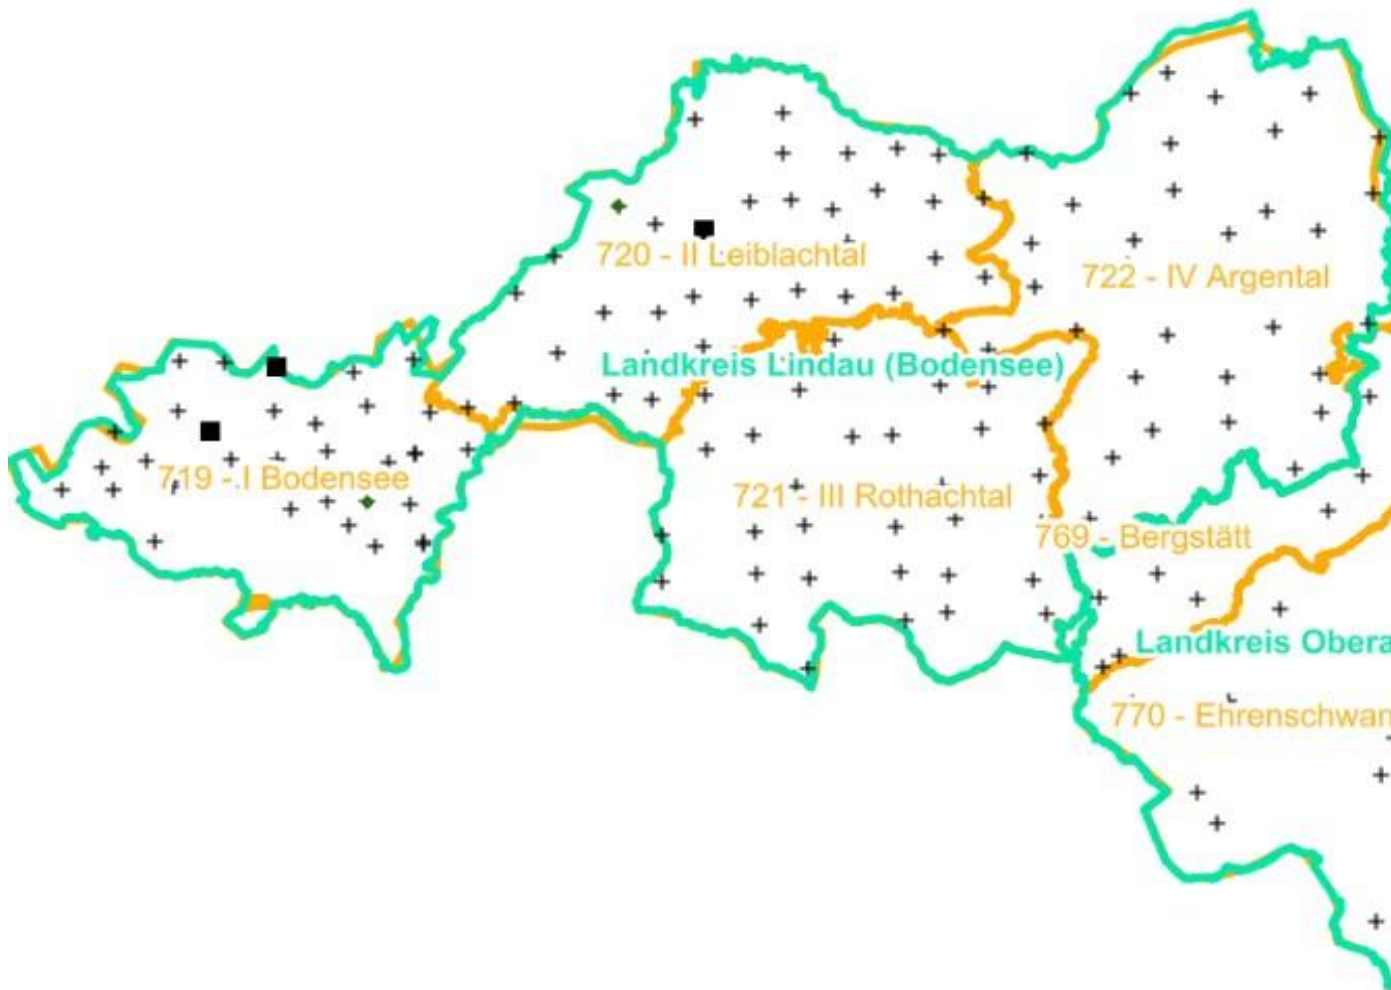 720 - II Leiblachtal
722 - IV Argental
Landkreis Lindau (Bodensee)
719 - I Bodensee
721 - III Rothachtal
769 - Bergstätt
Landkreis Obera
770 - Ehrenschwan